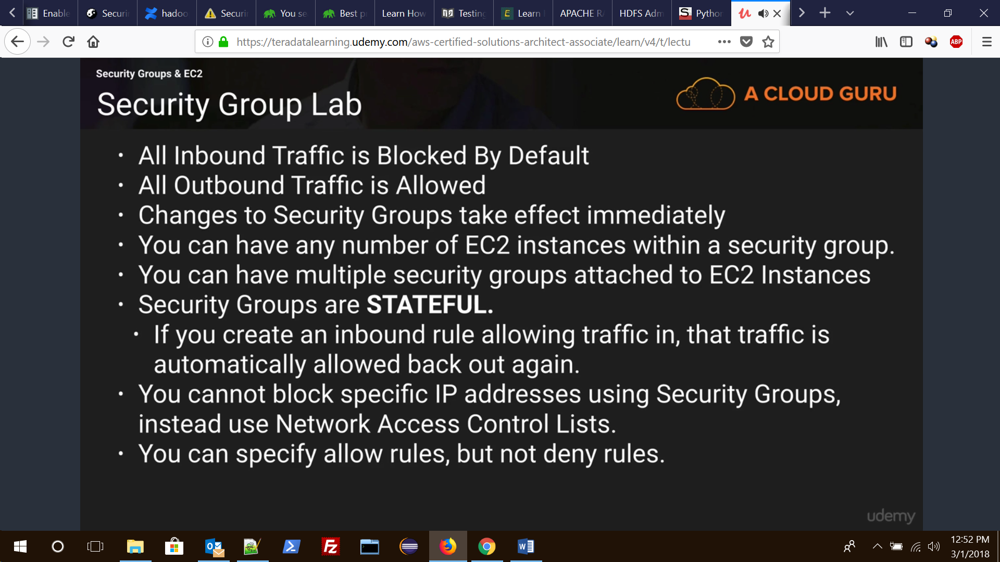 Enable
Securi
hadoo
Securi
You se
Best p
Learn How
Testing
E Learn
APACHE R
HDFS Adm
S Python
https://teradatalearning.udemy.com/aws-certified-solutions-architect-associate/learn/v4/t/lectu
ABP
Security Groups & EC2
Security Group Lab
A CLOUD GURU
• All Inbound Traffic is Blocked By Default
• All Outbound Traffic is Allowed
• Changes to Security Groups take effect immediately
• You can have any number of EC2 instances within a security group.
• You can have multiple security groups attached to EC2 Instances
• Security Groups are STATEFUL.
• If you create an inbound rule allowing traffic in, that traffic is
automatically allowed back out again.
• You cannot block specific IP addresses using Security Groups,
instead use Network Access Control Lists.
• You can specify allow rules, but not deny rules.
udemy
12:52 PM
3/1/2018